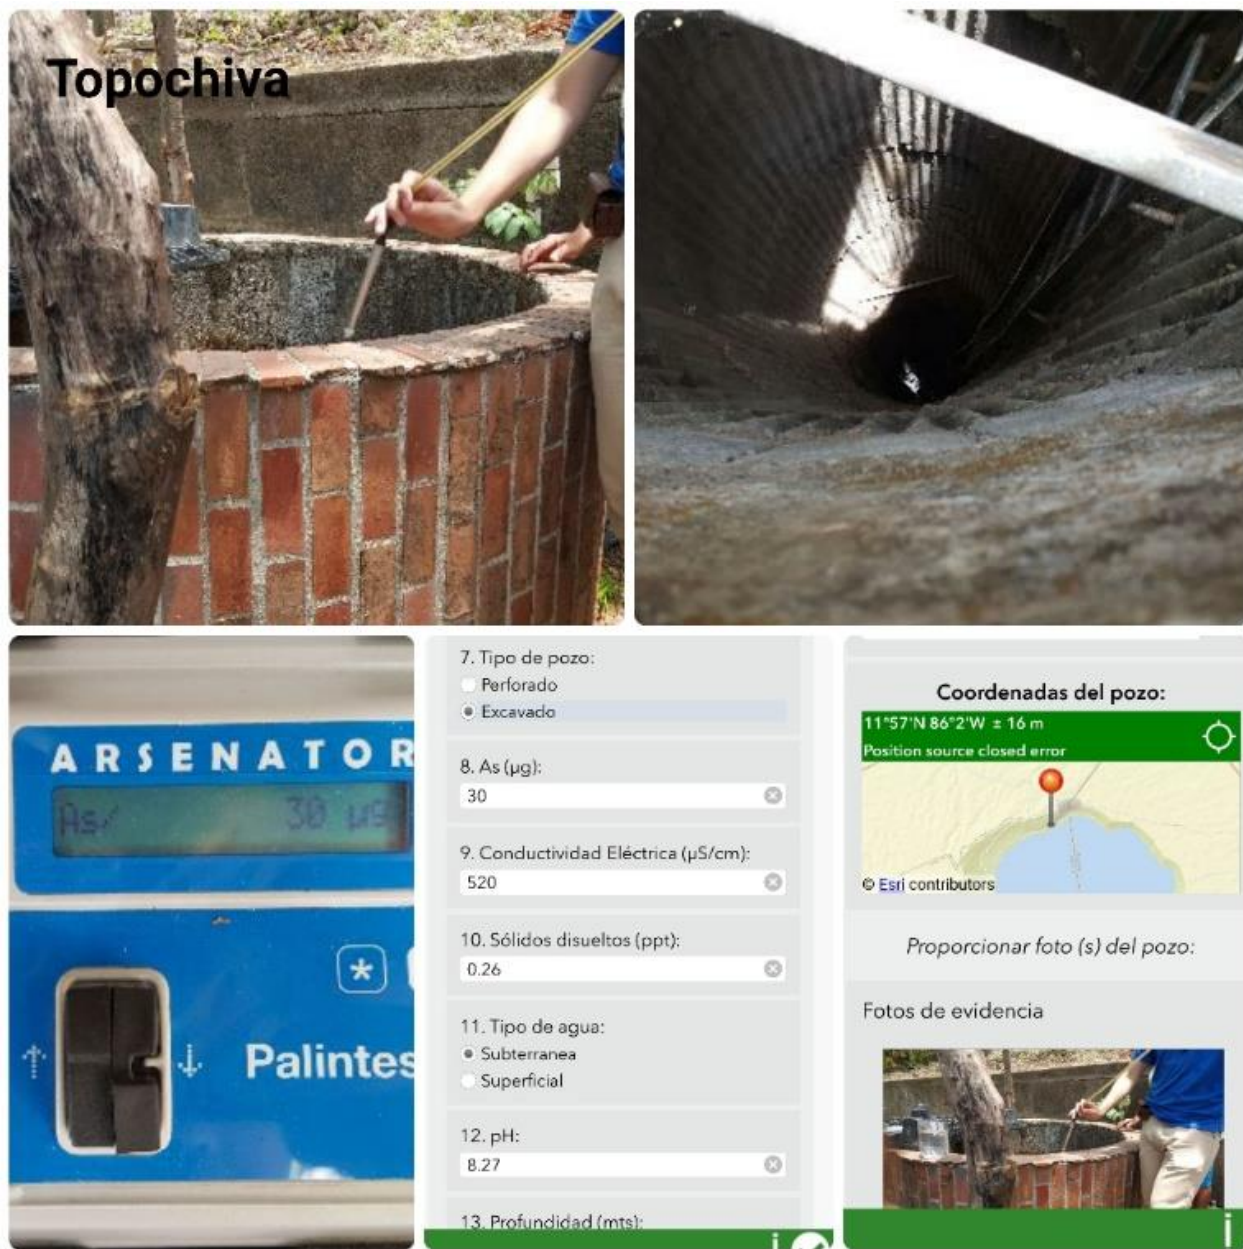 Topochiva
ARSENATOR
As/ 30 µg
*
Palintes
7. Tipo de pozo:
Perforado
Excavado
8. As (µg):
30
9. Conductividad Eléctrica (µS/cm):
520
10. Sólidos disueltos (ppt):
0.26
11. Tipo de agua:
Subterranea
Superficial
12. pH:
8.27
13. Profundidad (mts):
Coordenadas del pozo:
11°57'N 86°2'W ± 16 m
Position source closed error
© Esri contributors
Proporcionar foto (s) del pozo:
Fotos de evidencia